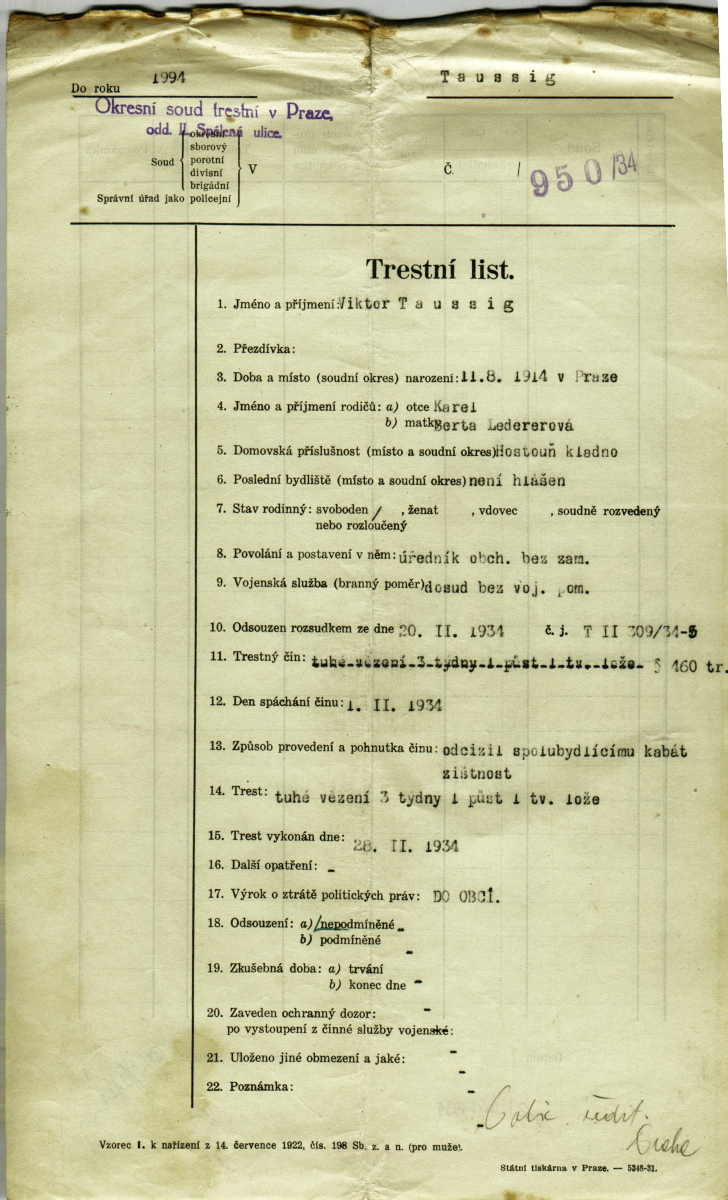 Do roku 1994
Taussig
Okresní soud trestní v Praze,
odd. II. Spálená ulice.
Soud okresní
sborový
porotní
divisní
brigádní
V Č. / 950/34
Správní úřad jako policejní
Trestní list.
1. Jméno a příjmení: Viktor Taussig
2. Přezdívka:
3. Doba a místo (soudní okres) narození: 11.8. 1914 v Praze
4. Jméno a příjmení rodičů: a) otce Karel
b) matky Berta Ledererová
5. Domovská příslušnost (místo a soudní okres) Hostouň kladno
6. Poslední bydliště (místo a soudní okres) není hlášen
7. Stav rodinný: svoboden / , ženat , vdovec , soudně rozvedený
nebo rozloučený
8. Povolání a postavení v něm: úředník obch. bez zam.
9. Vojenská služba (branný poměr) dosud bez voj. pom.
10. Odsouzen rozsudkem ze dne 20. II. 1934 č. j. T II 309/34-5
11. Trestný čin: tuhé vězení 3 týdny 1 půst 1 tv. lože § 460 tr.
12. Den spáchání činu: 1. II. 1934
13. Způsob provedení a pohnutka činu: odcizil spolubydlícímu kabát
zištnost
14. Trest: tuhé vězení 3 týdny 1 půst 1 tv. lože
15. Trest vykonán dne: 28. II. 1934
16. Další opatření: -
17. Výrok o ztrátě politických práv: DO OBCÍ.
18. Odsouzení: a) nepodmíněné -
b) podmíněné
-
19. Zkušebná doba: a) trvání
b) konec dne -
20. Zaveden ochranný dozor: -
po vystoupení z činné služby vojenské:
21. Uloženo jiné obmezení a jaké: -
-
22. Poznámka: -
Vzorec 1. k nařízení z 14. července 1922, čís. 198 Sb. z. a n. (pro muže).
Státní tiskárna v Praze. — 5348-31.